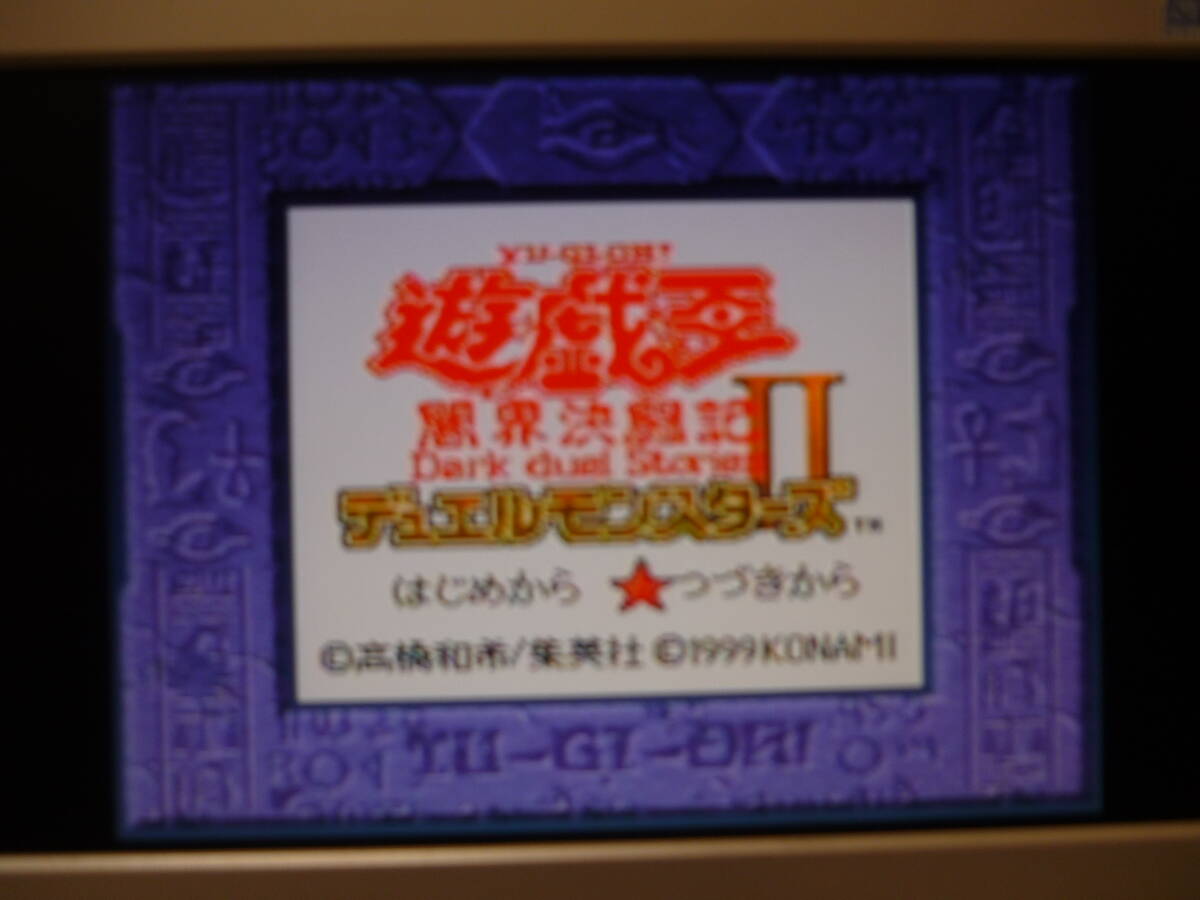 YU-GI-OH!
遊戯王
闇界決闘記 II
Dark duel Stories
デュエルモンスターズ™
はじめから ★つづきから
©高橋和希/集英社 ©1999 KONAMI
YU-GI-OH!